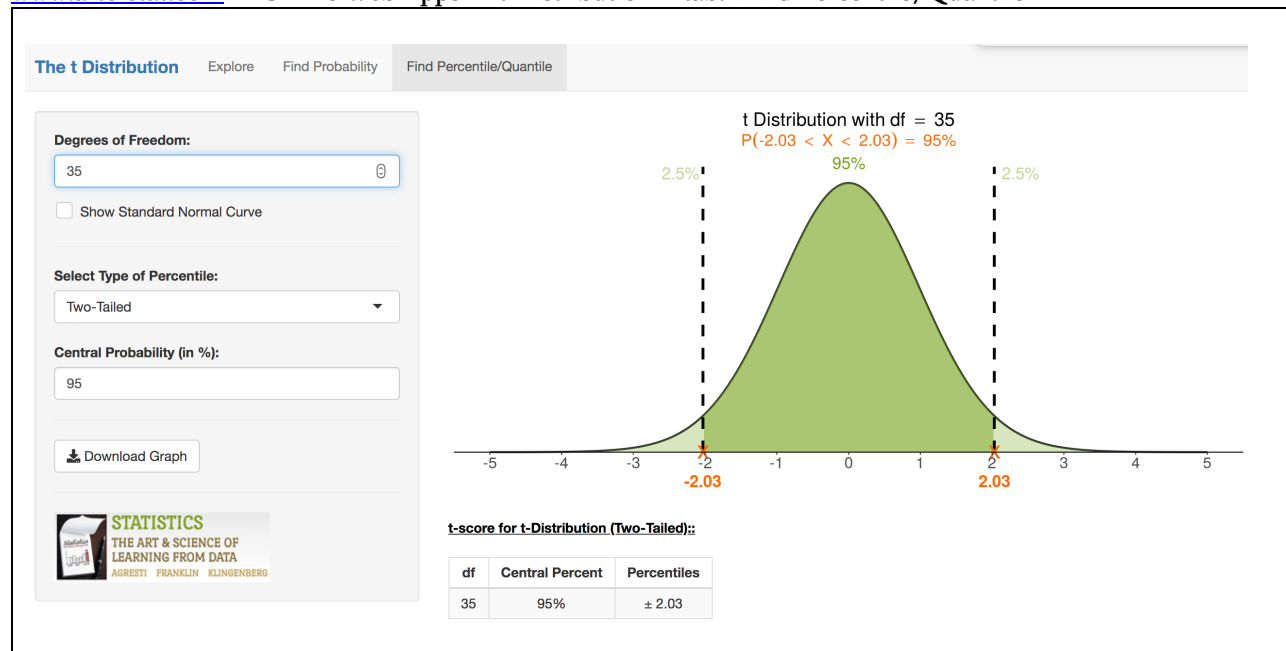 The t Distribution Explore Find Probability Find Percentile/Quantile
Degrees of Freedom:
35
Show Standard Normal Curve
Select Type of Percentile:
Two-Tailed
Central Probability (in %):
95
Download Graph
STATISTICS
THE ART & SCIENCE OF
LEARNING FROM DATA
AGRESTI FRANKLIN KLINGENBERG
t Distribution with df = 35
P(-2.03 < X < 2.03) = 95%
95%
2.5% 2.5%
-5 -4 -3 -2 -1 0 1 2 3 4 5
-2.03 2.03
t-score for t-Distribution (Two-Tailed)::
df Central Percent Percentiles
35 95% ± 2.03